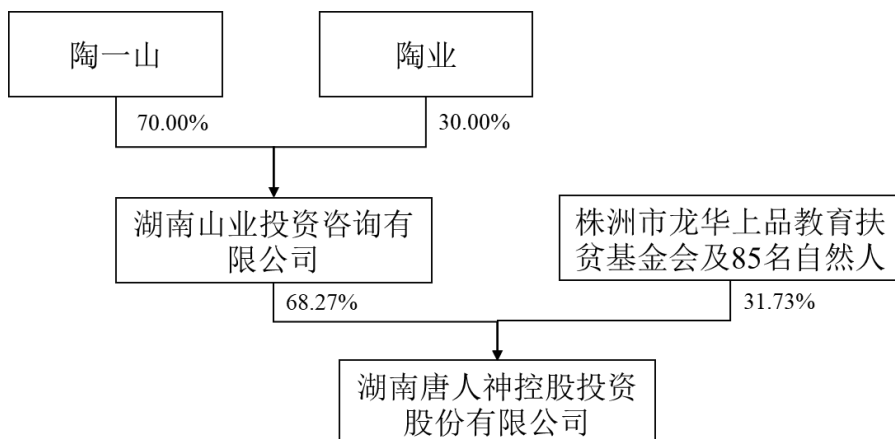 陶一山
陶业
70.00%
30.00%
湖南山业投资咨询有
限公司
株洲市龙华上品教育扶
贫基金会及85名自然人
68.27%
31.73%
湖南唐人神控股投资
股份有限公司